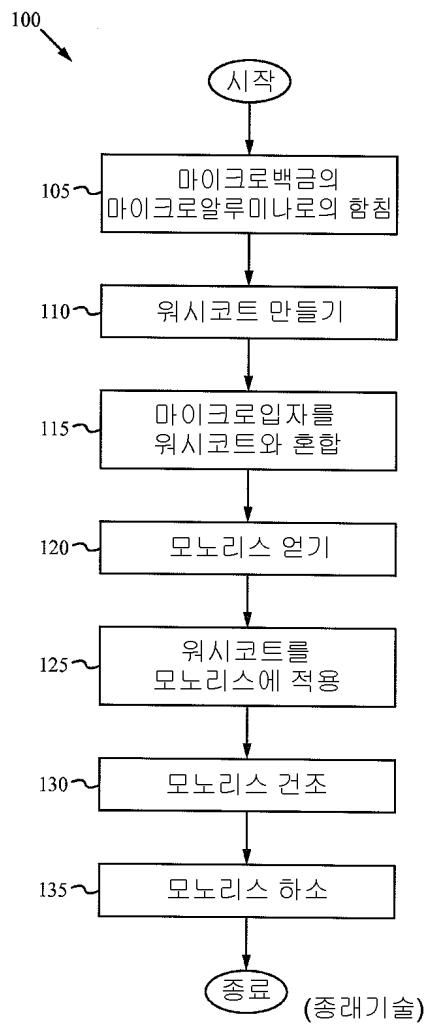 100
시작
105
마이크로백금의
마이크로알루미나로의 함침
110
워시코트 만들기
115
마이크로입자를
워시코트와 혼합
120
모노리스 얻기
125
워시코트를
모노리스에 적용
130
모노리스 건조
135
모노리스 하소
종료
(종래기술)